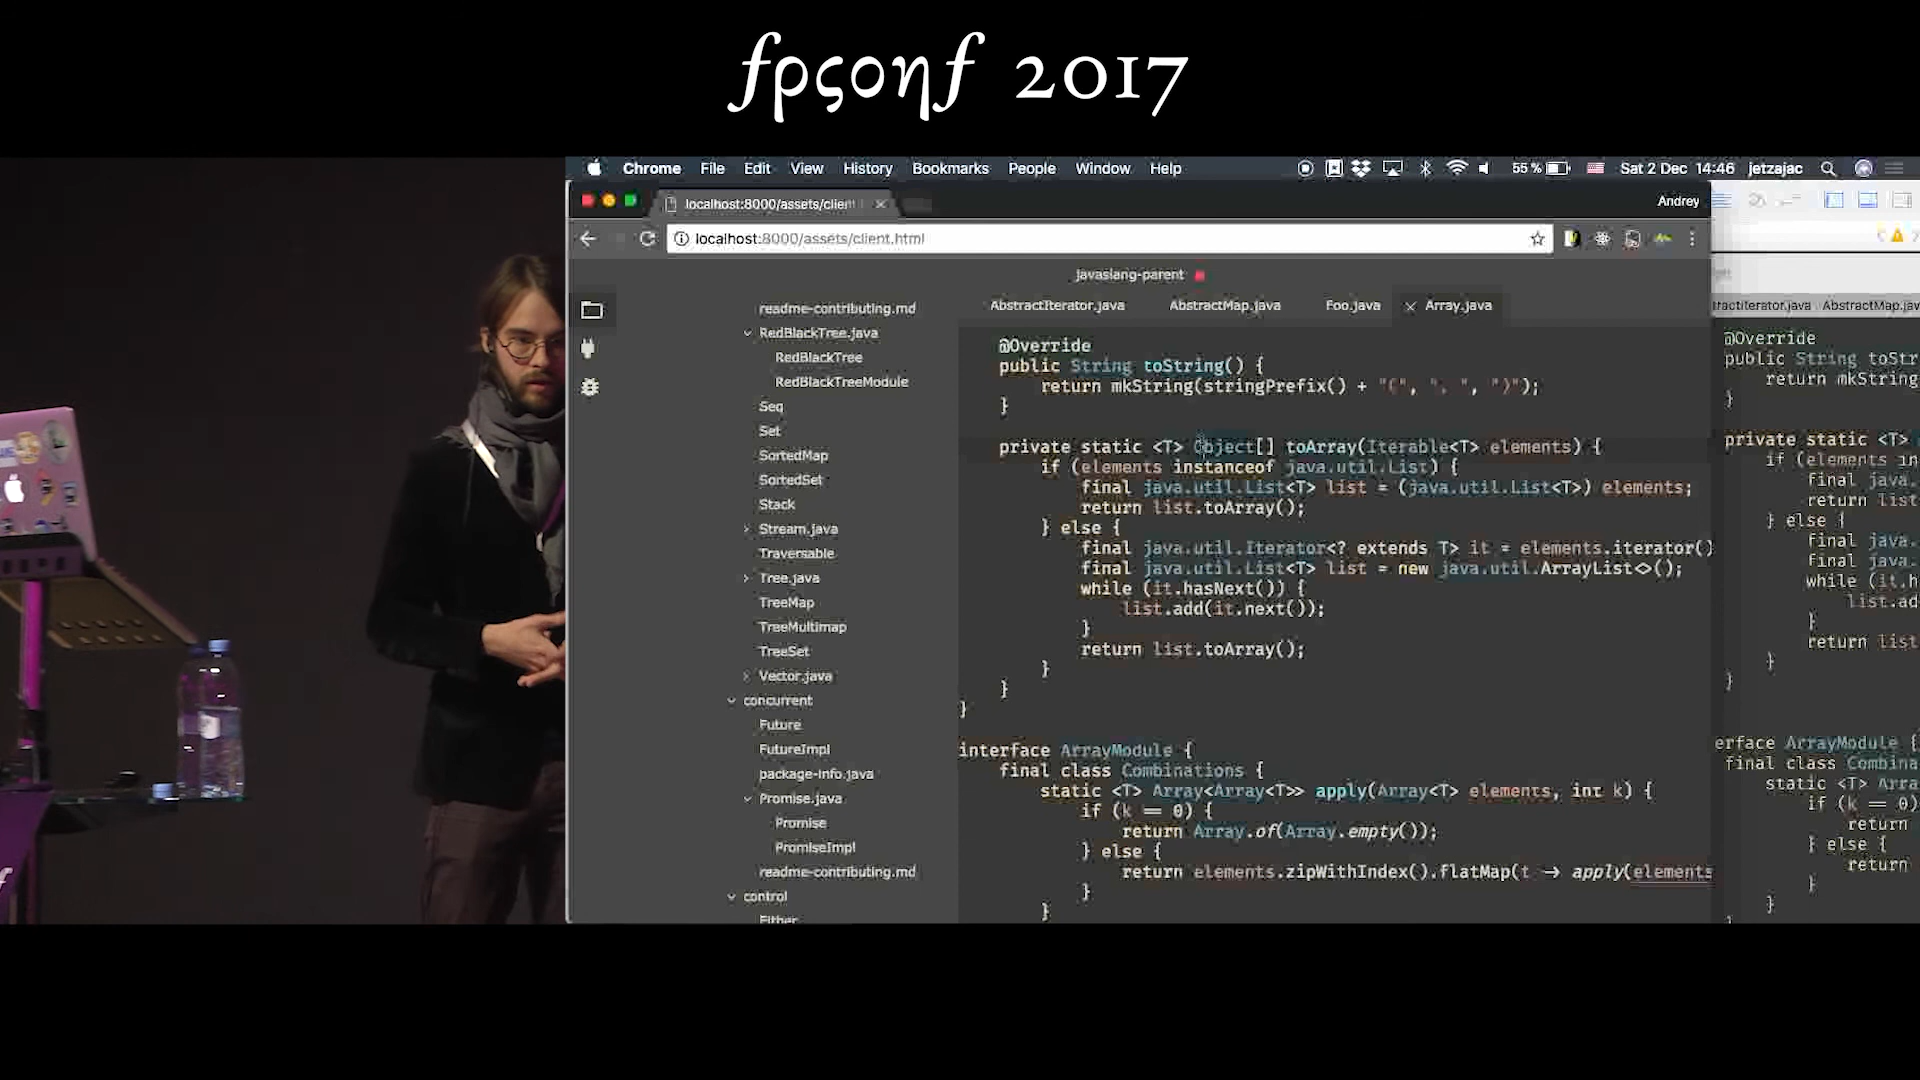 fρςοηf 2017
Chrome File Edit View History Bookmarks People Window Help 55 % Sat 2 Dec 14:46 jetzajac
localhost:8000/assets/client
Andrey
localhost:8000/assets/client.html
javaslang-parent
readme-contributing.md
RedBlackTree.java
RedBlackTree
RedBlackTreeModule
Seq
Set
SortedMap
SortedSet
Stack
Stream.java
Traversable
Tree.java
TreeMap
TreeMultimap
TreeSet
Vector.java
concurrent
Future
FutureImpl
package-info.java
Promise.java
Promise
PromiseImpl
readme-contributing.md
control
Either
AbstractIterator.java AbstractMap.java Foo.java Array.java
@Override
public String toString() {
return mkString(stringPrefix() + "(", ", ", ")");
}
private static <T> Object[] toArray(Iterable<T> elements) {
if (elements instanceof java.util.List) {
final java.util.List<T> list = (java.util.List<T>) elements;
return list.toArray();
} else {
final java.util.Iterator<? extends T> it = elements.iterator()
final java.util.List<T> list = new java.util.ArrayList<>();
while (it.hasNext()) {
list.add(it.next());
}
return list.toArray();
}
}
}
interface ArrayModule {
final class Combinations {
static <T> Array<Array<T>> apply(Array<T> elements, int k) {
if (k == 0) {
return Array.of(Array.empty());
} else {
return elements.zipWithIndex().flatMap(t → apply(elements
}
}
tractIterator.java AbstractMap.jav
@Override
public String toStr
return mkString
}
private static <T>
if (elements in
final java.
return list
} else {
final java.
final java.
while (it.h
list.ad
}
return list
}
}
erface ArrayModule {
final class Combina
static <T> Arra
if (k == 0)
return
} else {
return
}
}